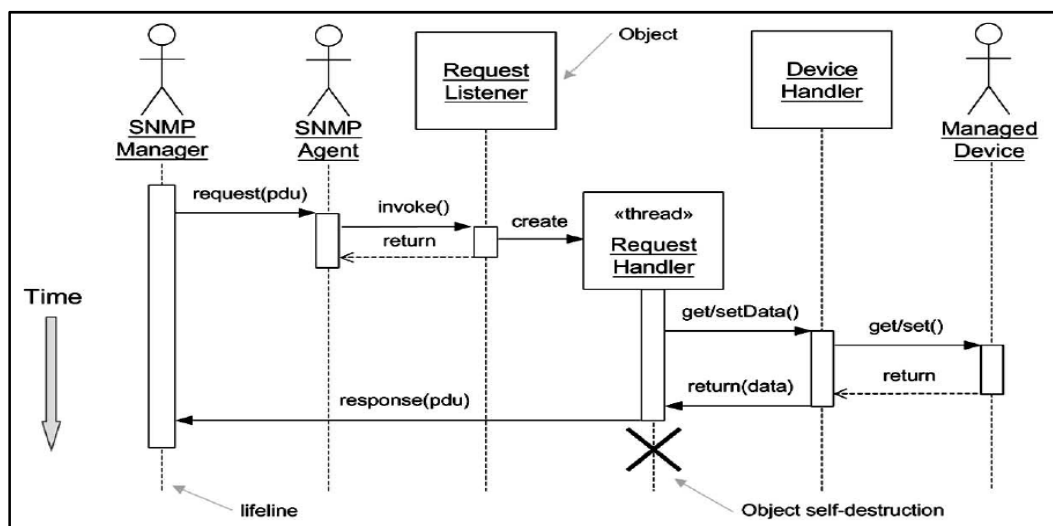 Object
Request
Listener
Device
Handler
SNMP
Manager
SNMP
Agent
Managed
Device
request(pdu)
invoke()
create
return
«thread»
Request
Handler
Time
get/setData()
get/set()
return
return(data)
response(pdu)
lifeline
Object self-destruction